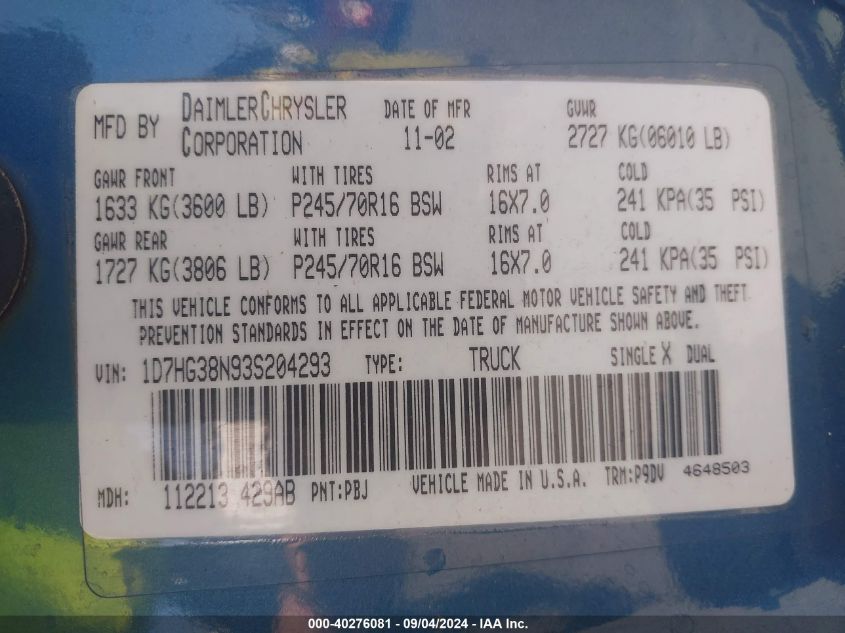 MFD BY DAIMLERCHRYSLER CORPORATION DATE OF MFR 11-02 GVWR 2727 KG(06010 LB)
GAWR FRONT WITH TIRES RIMS AT COLD
1633 KG(3600 LB) P245/70R16 BSW 16X7.0 241 KPA(35 PSI)
GAWR REAR WITH TIRES RIMS AT COLD
1727 KG(3806 LB) P245/70R16 BSW 16X7.0 241 KPA(35 PSI)
THIS VEHICLE CONFORMS TO ALL APPLICABLE FEDERAL MOTOR VEHICLE SAFETY AND THEFT
PREVENTION STANDARDS IN EFFECT ON THE DATE OF MANUFACTURE SHOWN ABOVE.
VIN: 1D7HG38N93S204293 TYPE: TRUCK SINGLE X DUAL
MDH: 112213 429AB PNT:PBJ VEHICLE MADE IN U.S.A. TRM:P9DV 4648503
000-40276081 - 09/04/2024 - IAA Inc.